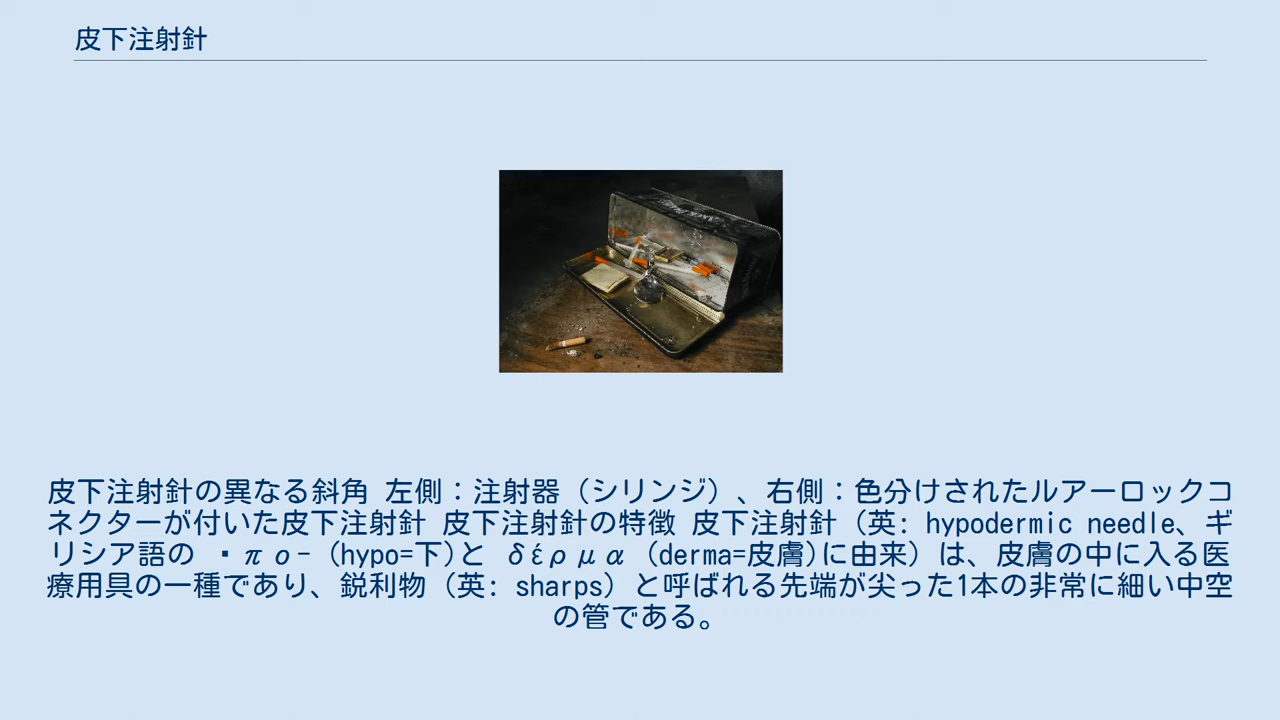 皮下注射針
皮下注射針の異なる斜角 左側：注射器（シリンジ）、右側：色分けされたルアーロックコ
ネクターが付いた皮下注射針 皮下注射針の特徴 皮下注射針（英: hypodermic needle、ギ
リシア語の ▪πο-（hypo=下)と δέρμα（derma=皮膚)に由来）は、皮膚の中に入る医
療用具の一種であり、鋭利物（英: sharps）と呼ばれる先端が尖った1本の非常に細い中空
の管である。